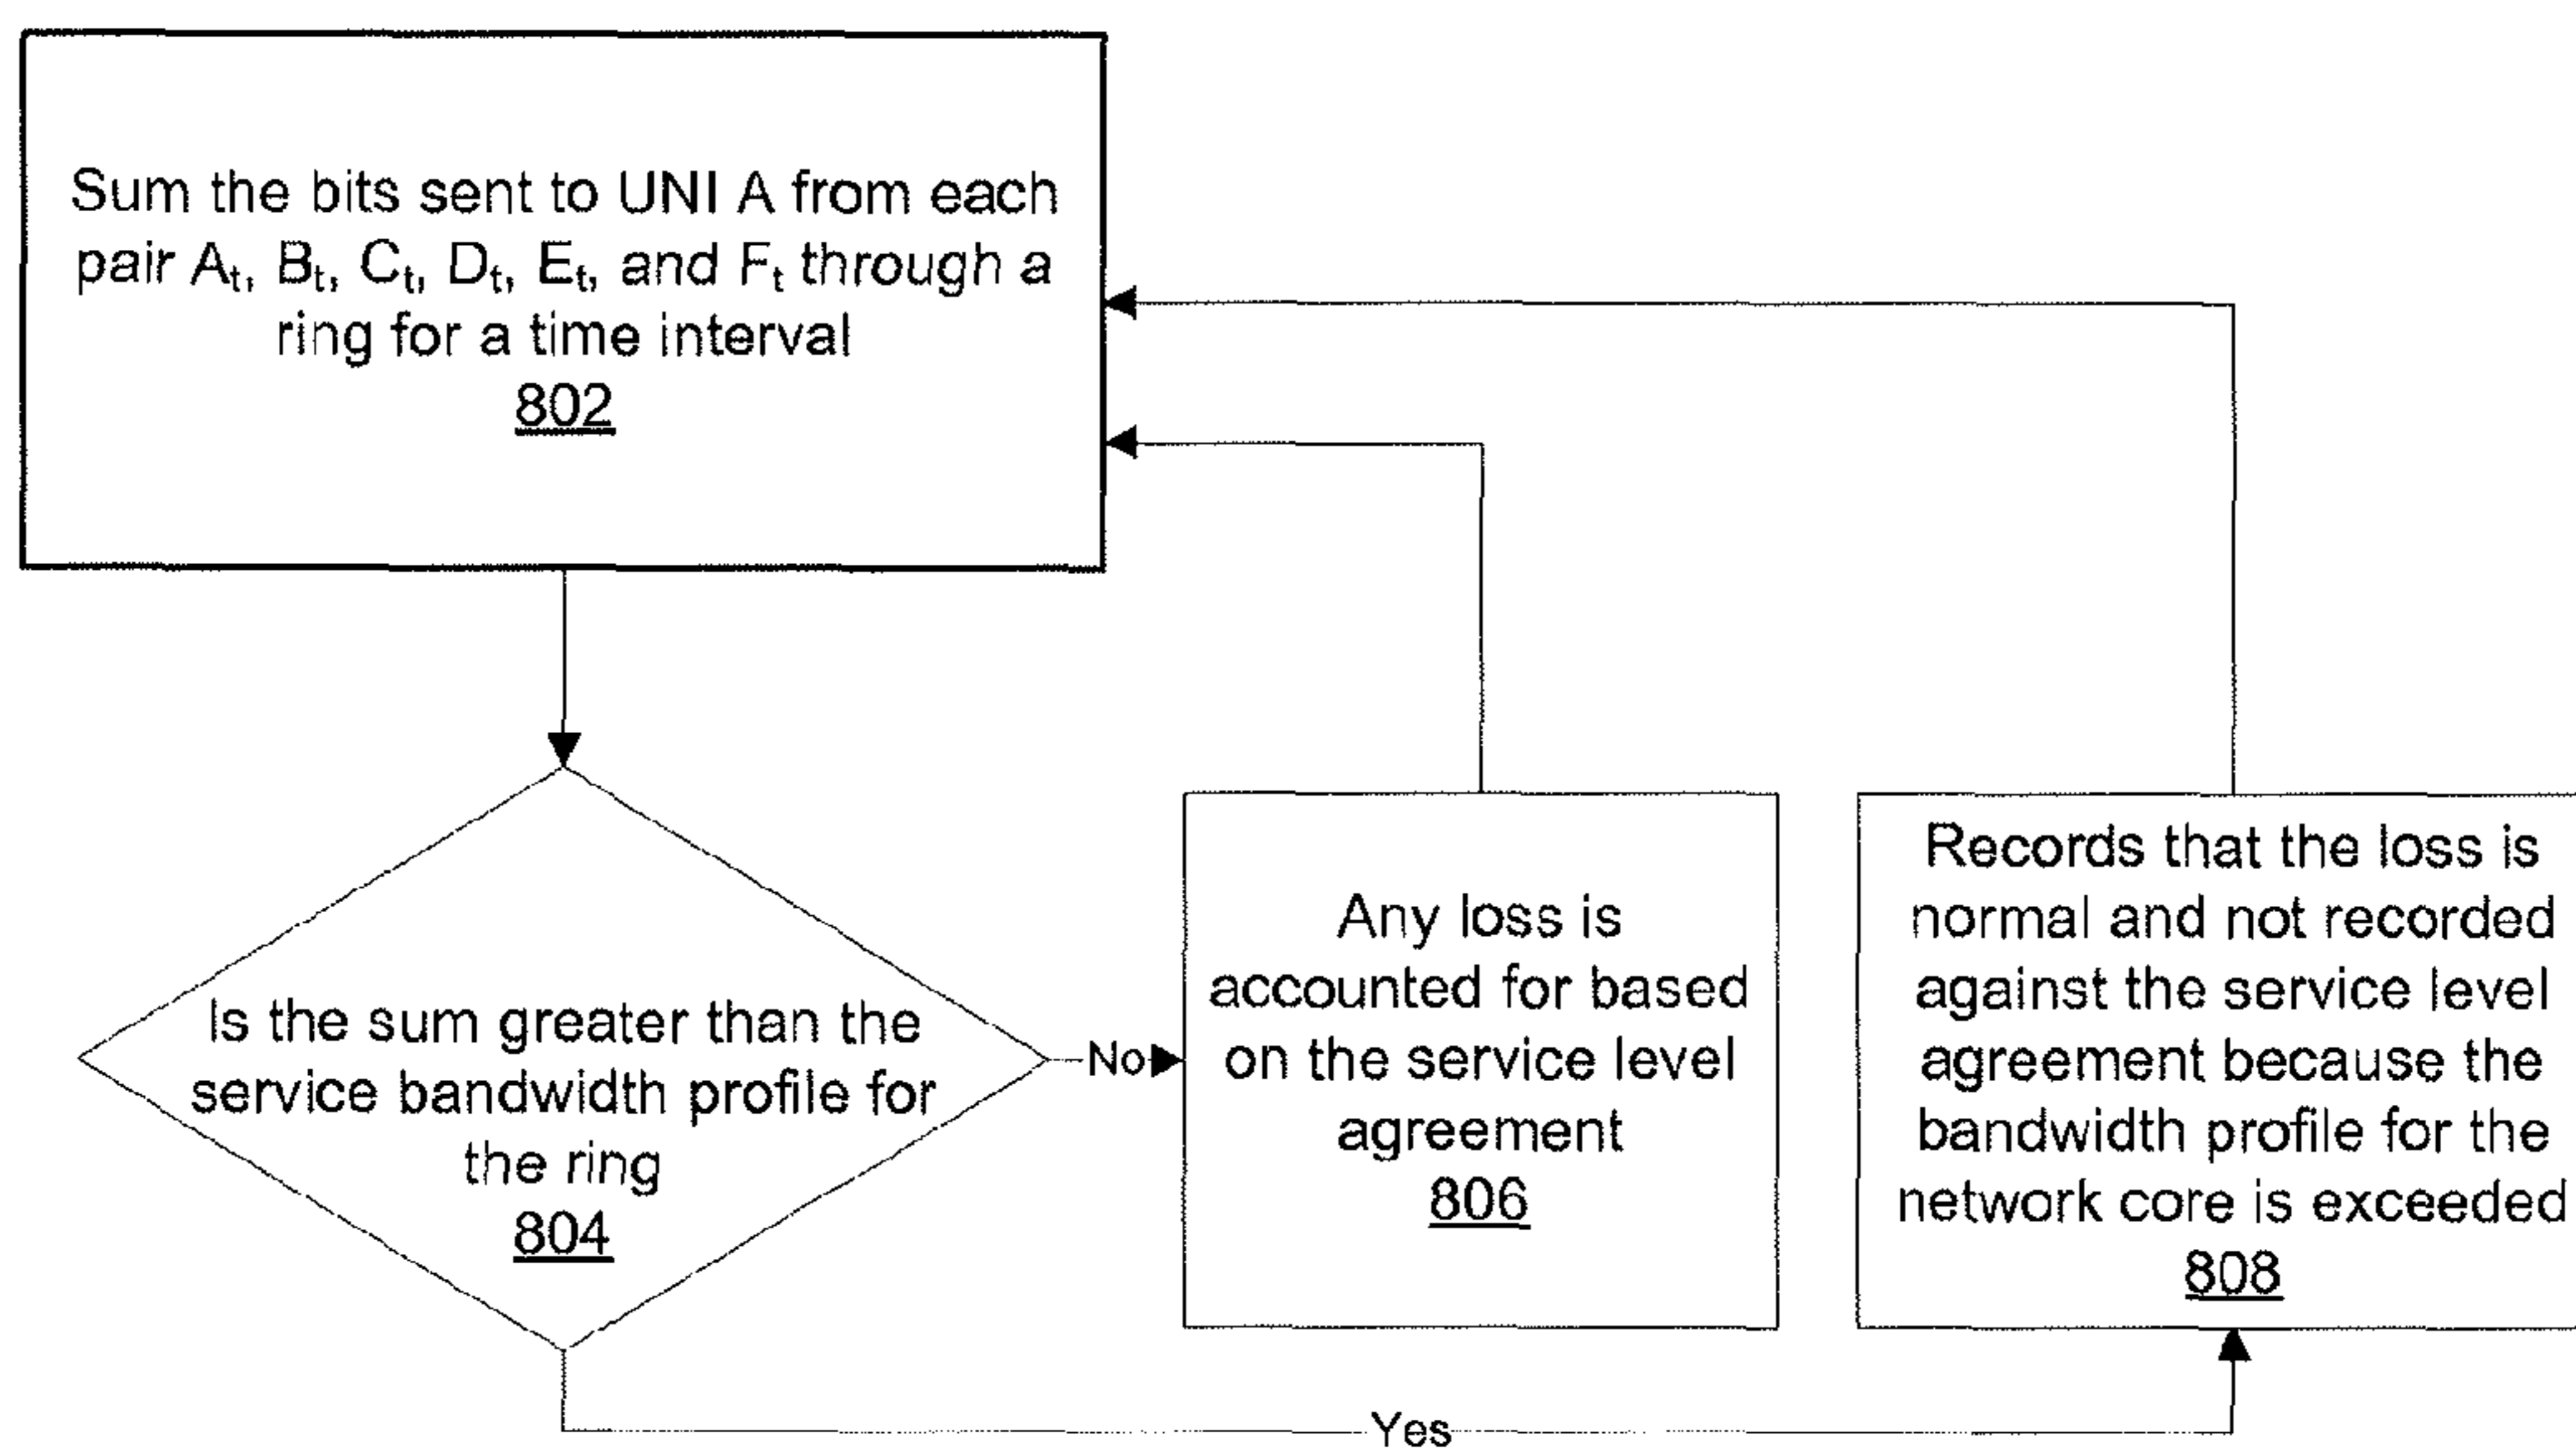 Sum the bits sent to UNI A from each
pair Aₜ, Bₜ, Cₜ, Dₜ, Eₜ, and Fₜ through a
ring for a time interval
802
Is the sum greater than the
service bandwidth profile for
the ring
804
No
Any loss is
accounted for based
on the service level
agreement
806
Records that the loss is
normal and not recorded
against the service level
agreement because the
bandwidth profile for the
network core is exceeded
808
Yes